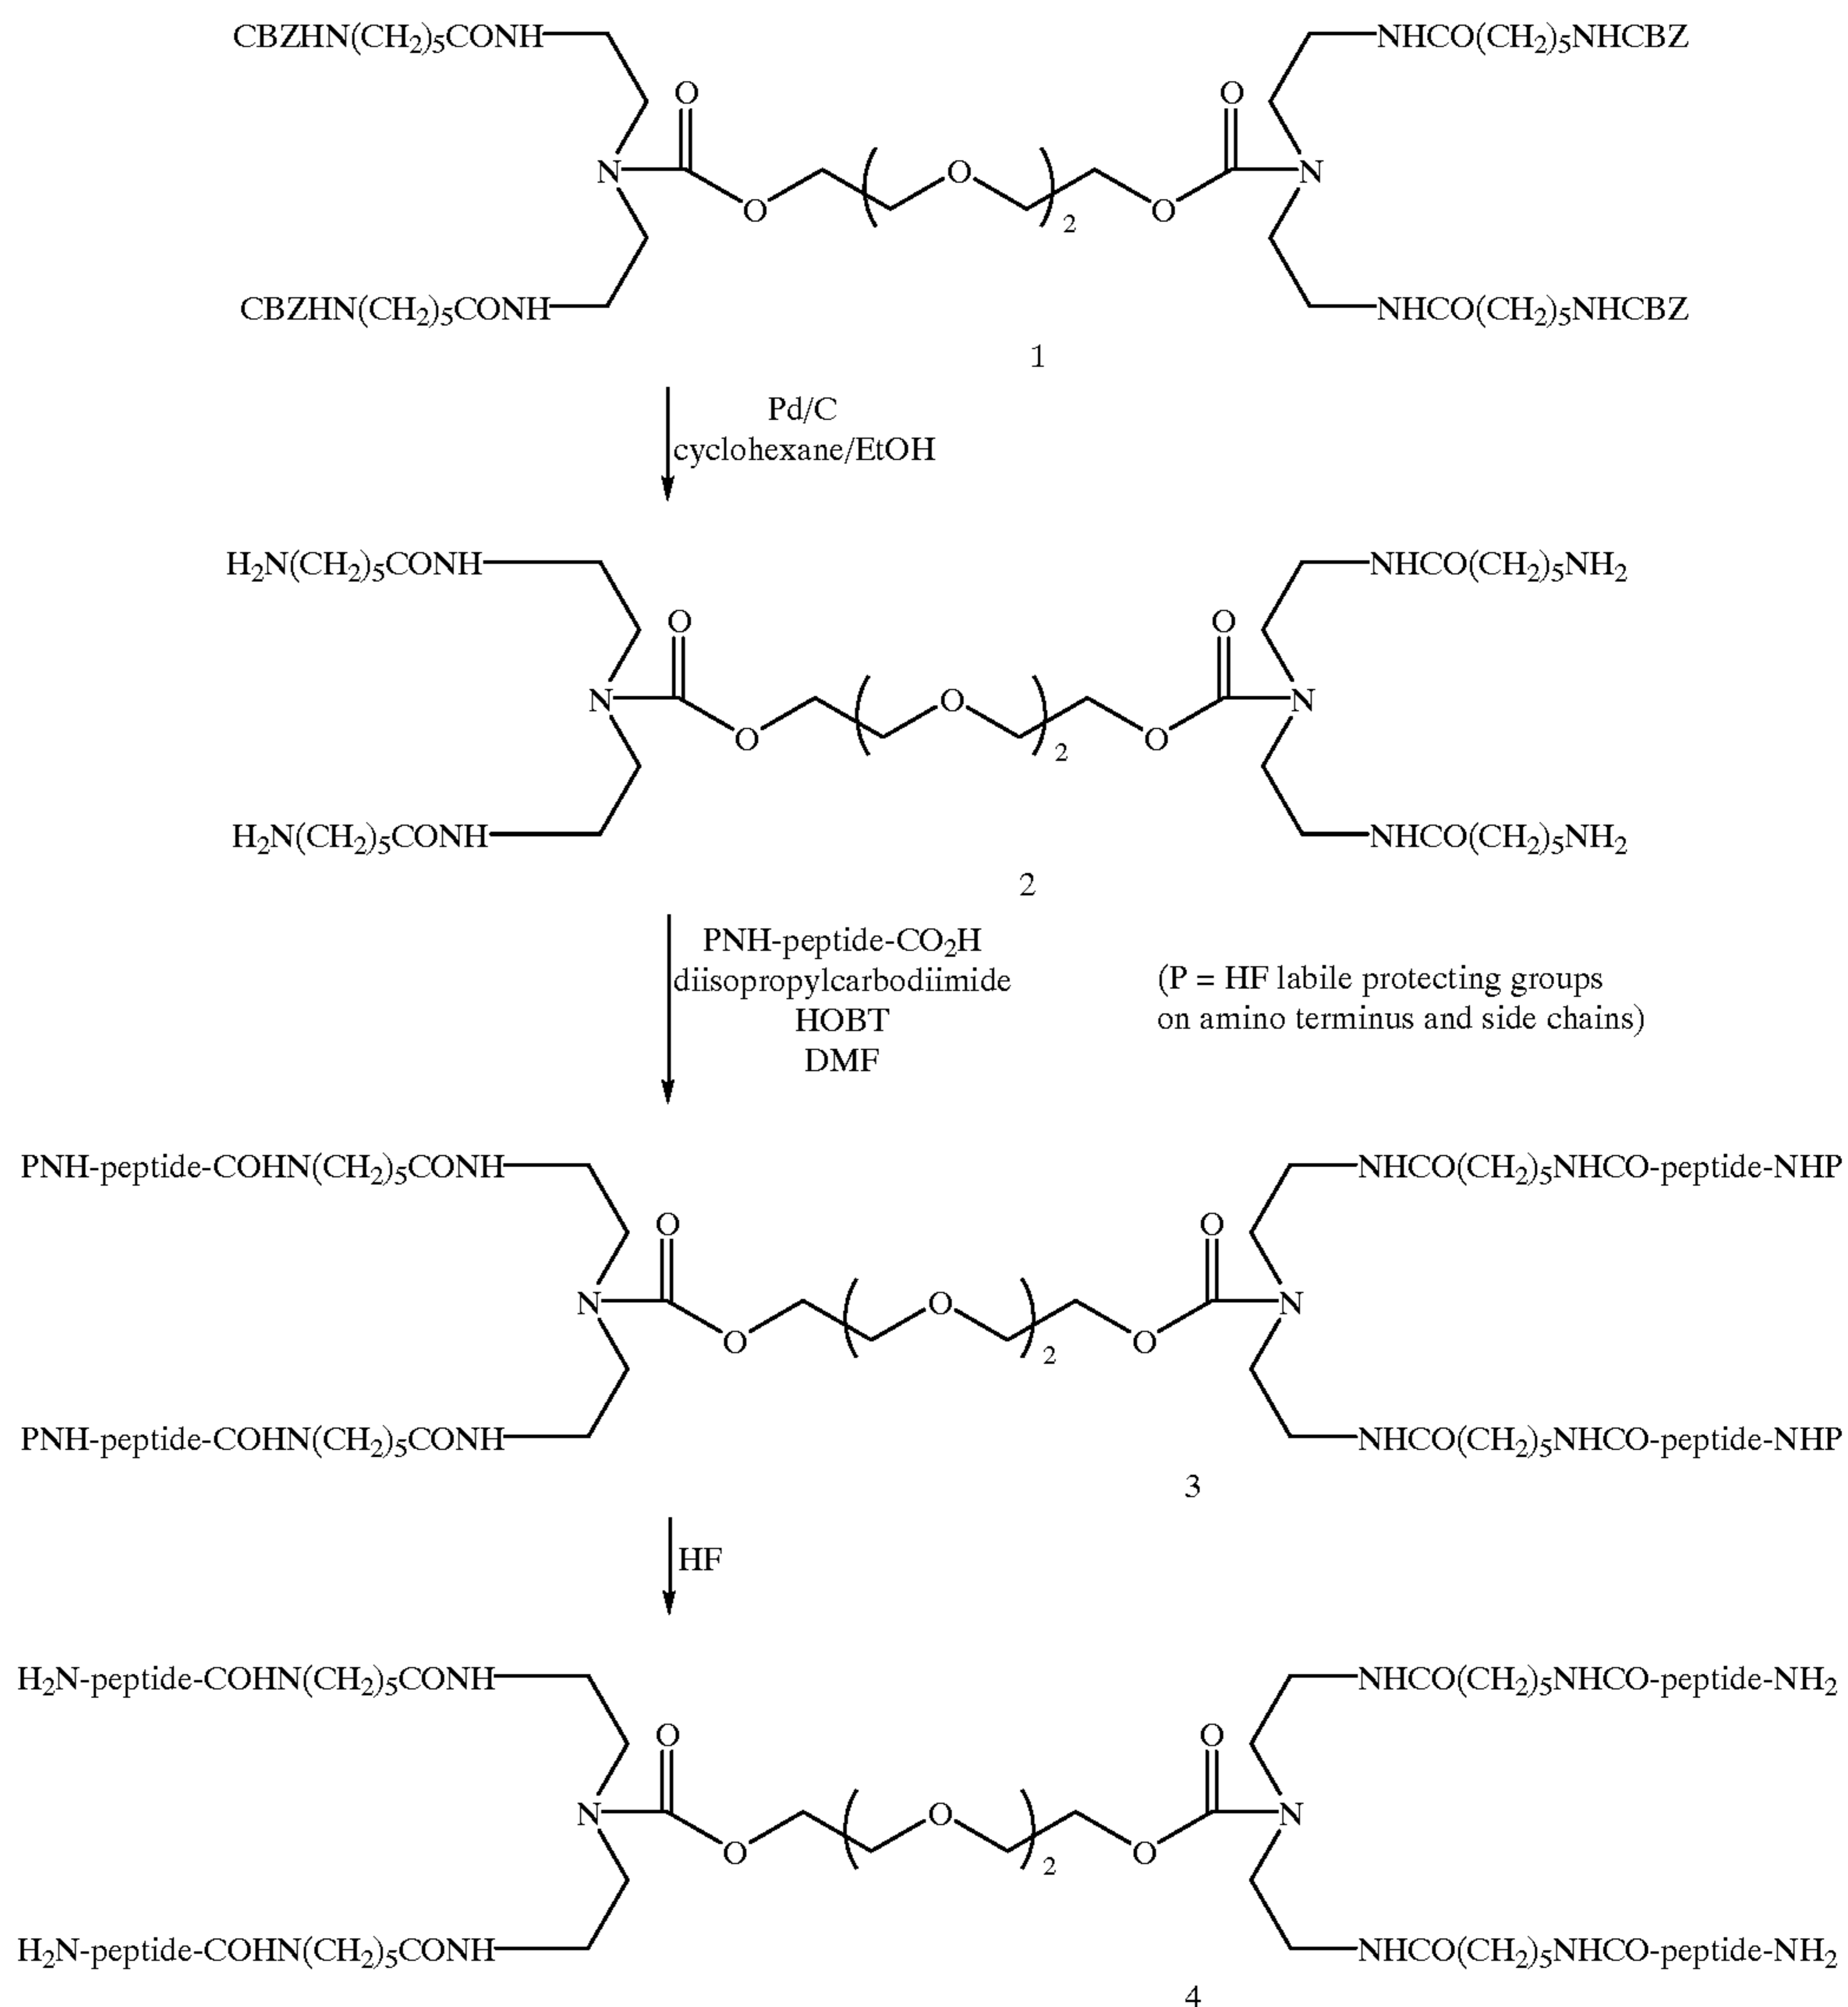 CBZHN(CH₂)₅CONH NHCO(CH₂)₅NHCBZ
O O
N N
O O O
2
CBZHN(CH₂)₅CONH NHCO(CH₂)₅NHCBZ
1
Pd/C
cyclohexane/EtOH
H₂N(CH₂)₅CONH NHCO(CH₂)₅NH₂
O O
N N
O O O
2
H₂N(CH₂)₅CONH NHCO(CH₂)₅NH₂
2
PNH-peptide-CO₂H
diisopropylcarbodiimide
HOBT
DMF
(P = HF labile protecting groups
on amino terminus and side chains)
PNH-peptide-COHN(CH₂)₅CONH NHCO(CH₂)₅NHCO-peptide-NHP
O O
N N
O O O
2
PNH-peptide-COHN(CH₂)₅CONH NHCO(CH₂)₅NHCO-peptide-NHP
3
HF
H₂N-peptide-COHN(CH₂)₅CONH NHCO(CH₂)₅NHCO-peptide-NH₂
O O
N N
O O O
2
H₂N-peptide-COHN(CH₂)₅CONH NHCO(CH₂)₅NHCO-peptide-NH₂
4